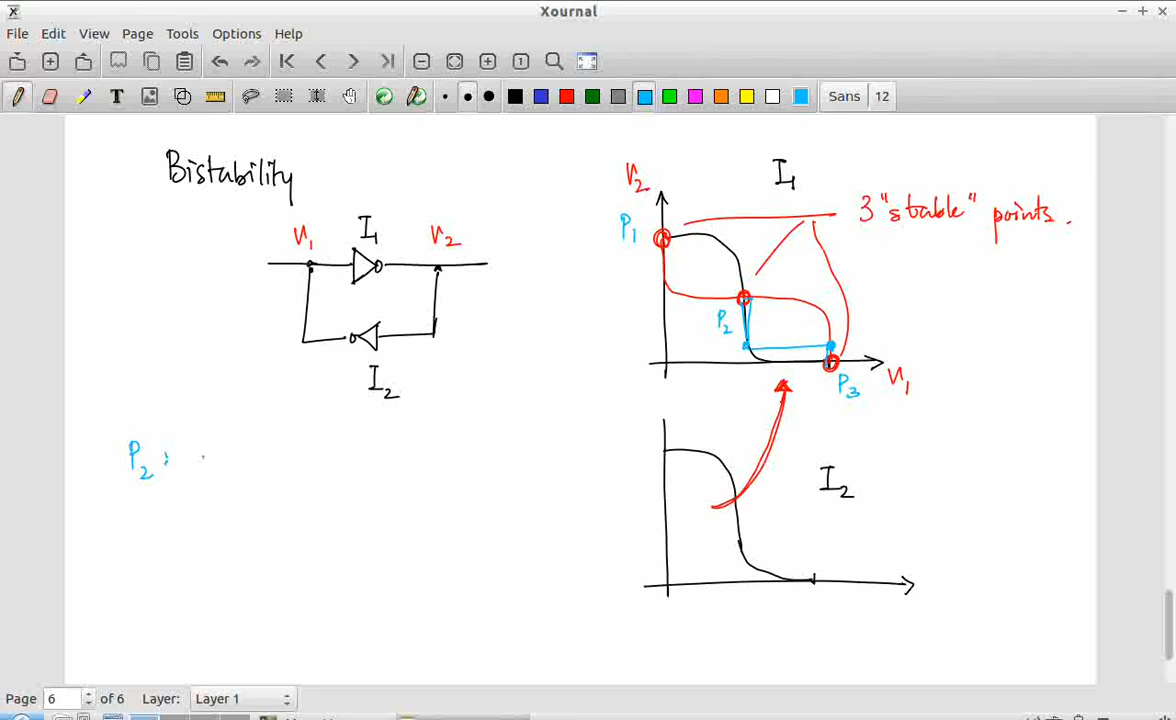 Xournal
File Edit View Page Tools Options Help
Sans 12
Bistability
I1
V1 V2
I2
P2 :
V2
I1
3 "stable" points.
P1
P2
P3
V1
I2
Page 6 of 6 Layer: Layer 1